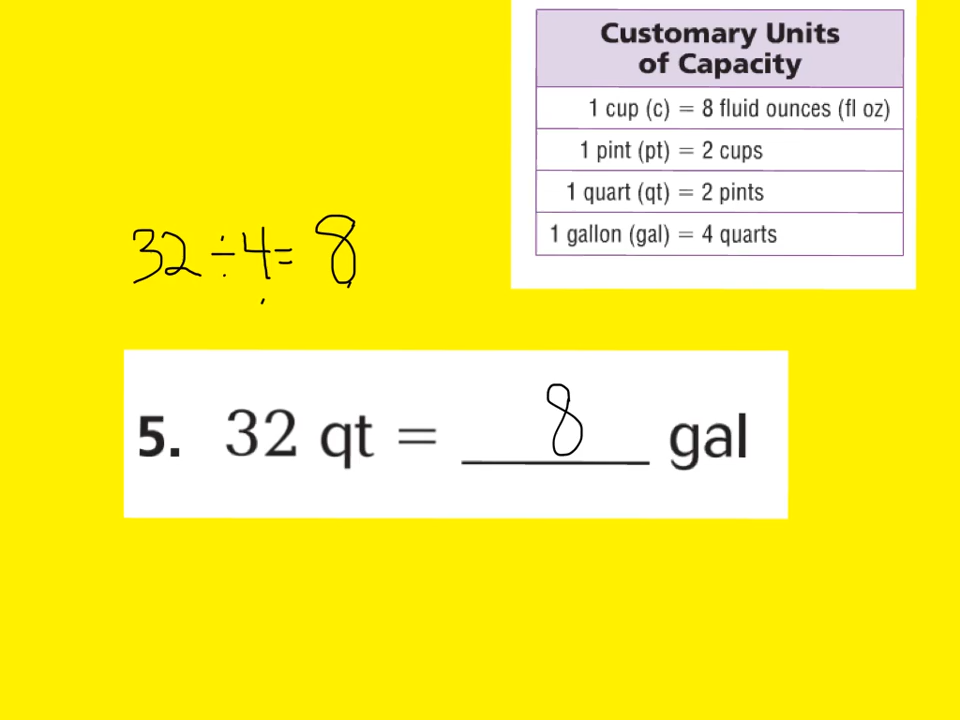 Customary Units
of Capacity
1 cup (c) = 8 fluid ounces (fl oz)
1 pint (pt) = 2 cups
1 quart (qt) = 2 pints
1 gallon (gal) = 4 quarts
32 ÷ 4 = 8
5. 32 qt = 8 gal